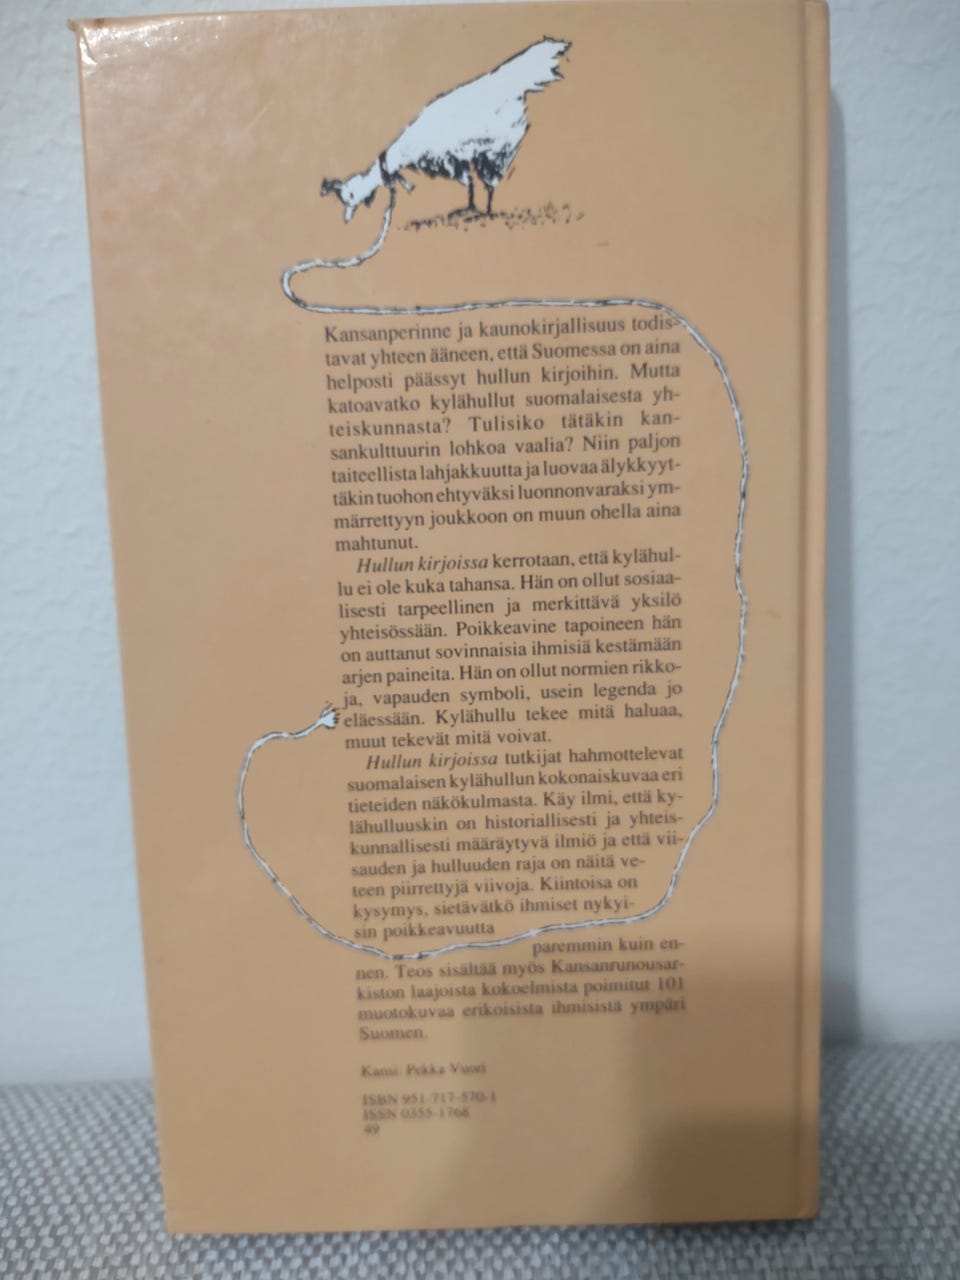 Kansanperinne ja kaunokirjallisuus todis-
tavat yhteen ääneen, että Suomessa on aina
helposti päässyt hullun kirjoihin. Mutta
katoavatko kylähullut suomalaisesta yh-
teiskunnasta? Tulisiko tätäkin kan-
sankulttuurin lohkoa vaalia? Niin paljon
taiteellista lahjakkuutta ja luovaa älykkyyt-
täkin tuohon ehtyväksi luonnonvaraksi ym-
märrettyyn joukkoon on muun ohella aina
mahtunut.
Hullun kirjoissa kerrotaan, että kylähul-
lu ei ole kuka tahansa. Hän on ollut sosiaa-
lisesti tarpeellinen ja merkittävä yksilö
yhteisössään. Poikkeavine tapoineen hän
on auttanut sovinnaisia ihmisiä kestämään
arjen paineita. Hän on ollut normien rikko-
ja, vapauden symboli, usein legenda jo
eläessään. Kylähullu tekee mitä haluaa,
muut tekevät mitä voivat.
Hullun kirjoissa tutkijat hahmottelevat
suomalaisen kylähullun kokonaiskuvaa eri
tieteiden näkökulmasta. Käy ilmi, että ky-
lähulluuskin on historiallisesti ja yhteis-
kunnallisesti määräytyvä ilmiö ja että vii-
sauden ja hulluuden raja on näitä ve-
teen piirrettyjä viivoja. Kiintoisa on
kysymys, sietävätkö ihmiset nykyi-
sin poikkeavuutta
paremmin kuin en-
nen. Teos sisältää myös Kansanrunousar-
kiston laajoista kokoelmista poimitut 101
muotokuvaa erikoisista ihmisistä ympäri
Suomen.
Kansi: Pekka Vuori
ISBN 951-717-570-1
ISSN 0355-1768
49